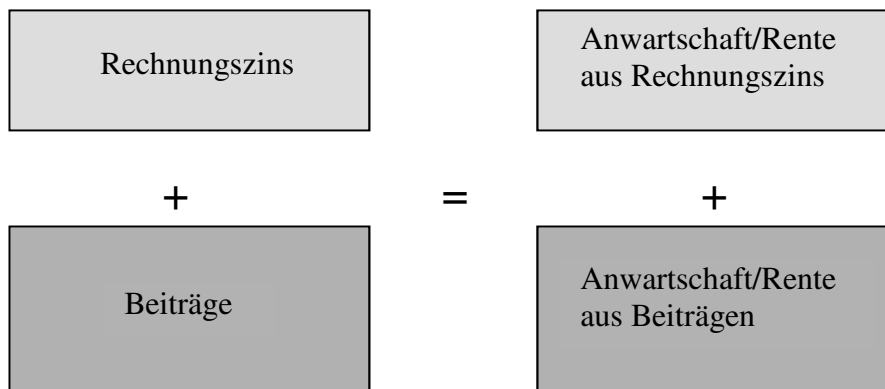 Rechnungszins
Anwartschaft/Rente
aus Rechnungszins
+
=
+
Beiträge
Anwartschaft/Rente
aus Beiträgen